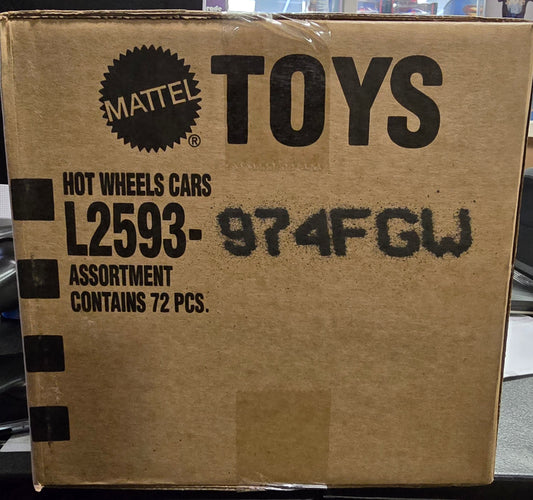 MATTEL® TOYS
HOT WHEELS CARS
L2593- 974FGW
ASSORTMENT
CONTAINS 72 PCS.